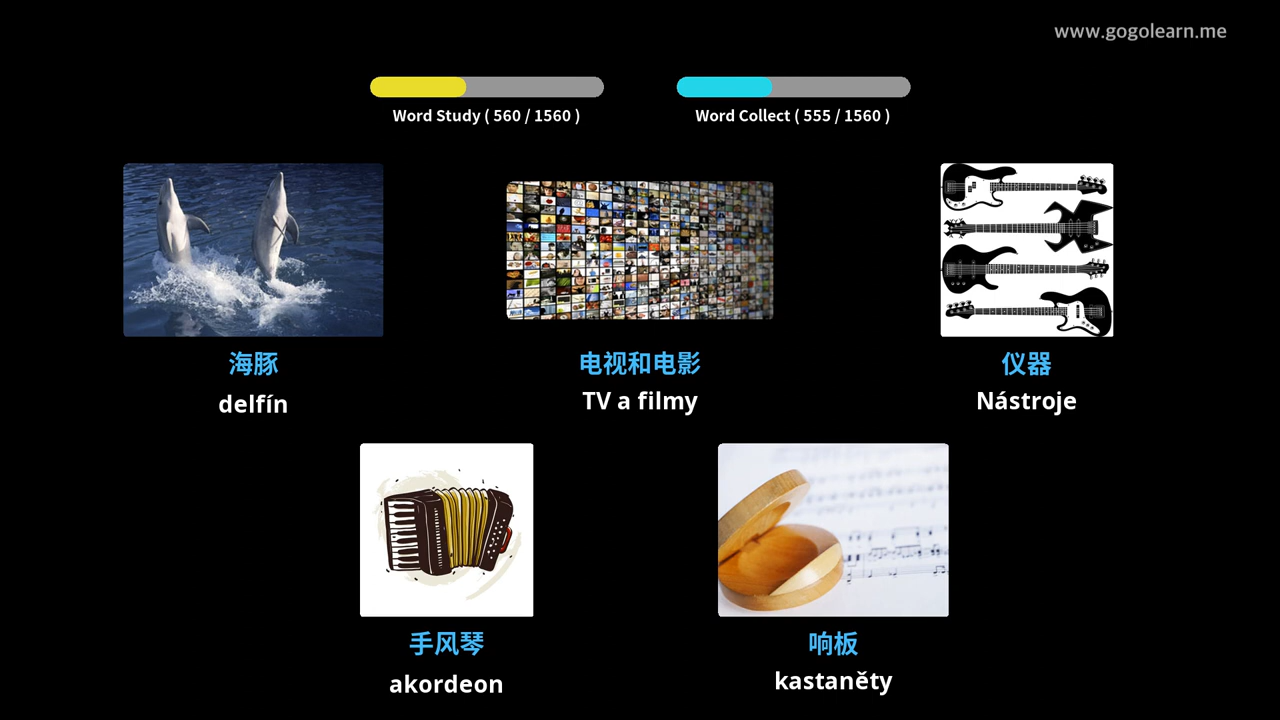 www.gogolearn.me
Word Study ( 560 / 1560 )
Word Collect ( 555 / 1560 )
海豚
delfín
电视和电影
TV a filmy
仪器
Nástroje
手风琴
akordeon
响板
kastaněty